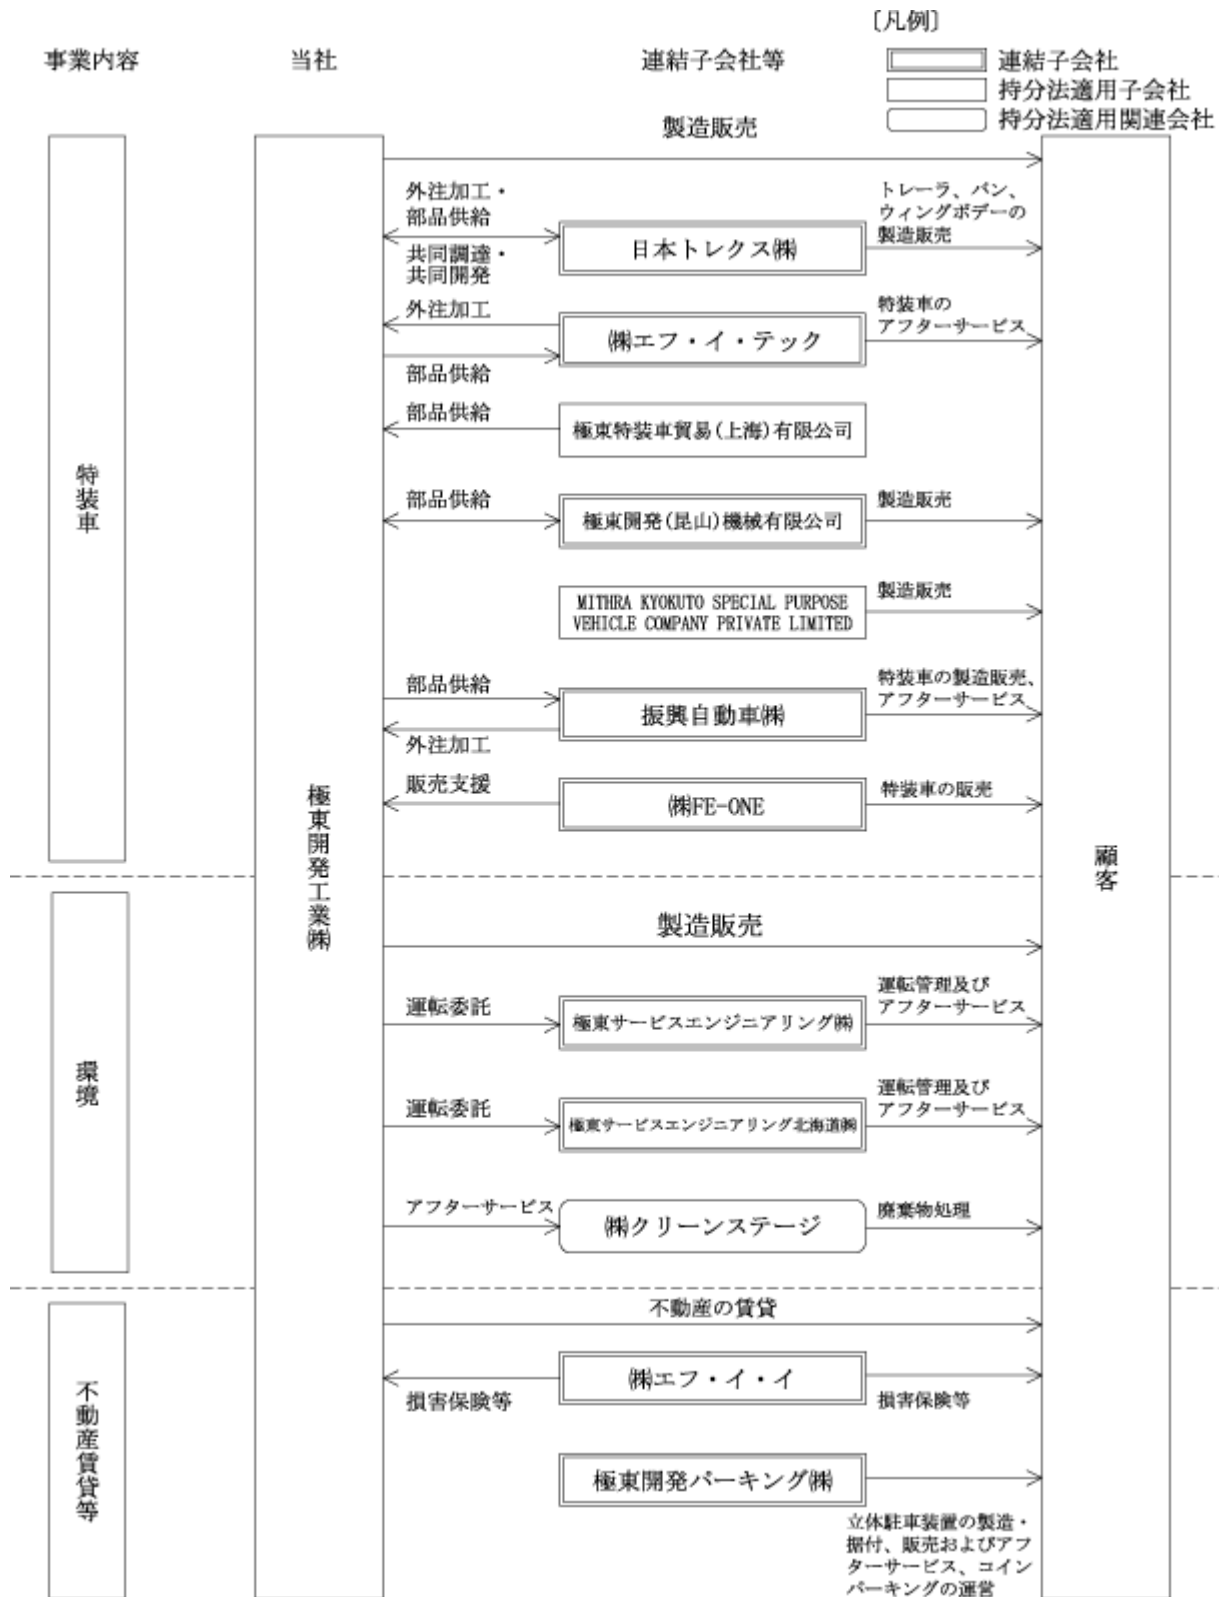 〔凡例〕
事業内容
当社
連結子会社等
連結子会社
持分法適用子会社
持分法適用関連会社
特装車
極東開発工業㈱
顧客
製造販売
外注加工・
部品供給
共同調達・
共同開発
日本トレクス㈱
トレーラ、バン、
ウィングボデーの
製造販売
外注加工
部品供給
㈱エフ・イ・テック
特装車の
アフターサービス
部品供給
極東特装車貿易(上海)有限公司
部品供給
極東開発(昆山)機械有限公司
製造販売
MITHRA KYOKUTO SPECIAL PURPOSE
VEHICLE COMPANY PRIVATE LIMITED
製造販売
部品供給
外注加工
振興自動車㈱
特装車の製造販売、
アフターサービス
販売支援
㈱FE-ONE
特装車の販売
環境
製造販売
運転委託
極東サービスエンジニアリング㈱
運転管理及び
アフターサービス
運転委託
極東サービスエンジニアリング北海道㈱
運転管理及び
アフターサービス
アフターサービス
㈱クリーンステージ
廃棄物処理
不動産賃貸等
不動産の賃貸
損害保険等
㈱エフ・イ・イ
損害保険等
極東開発パーキング㈱
立体駐車装置の製造・
据付、販売およびアフ
ターサービス、コイン
パーキングの運営